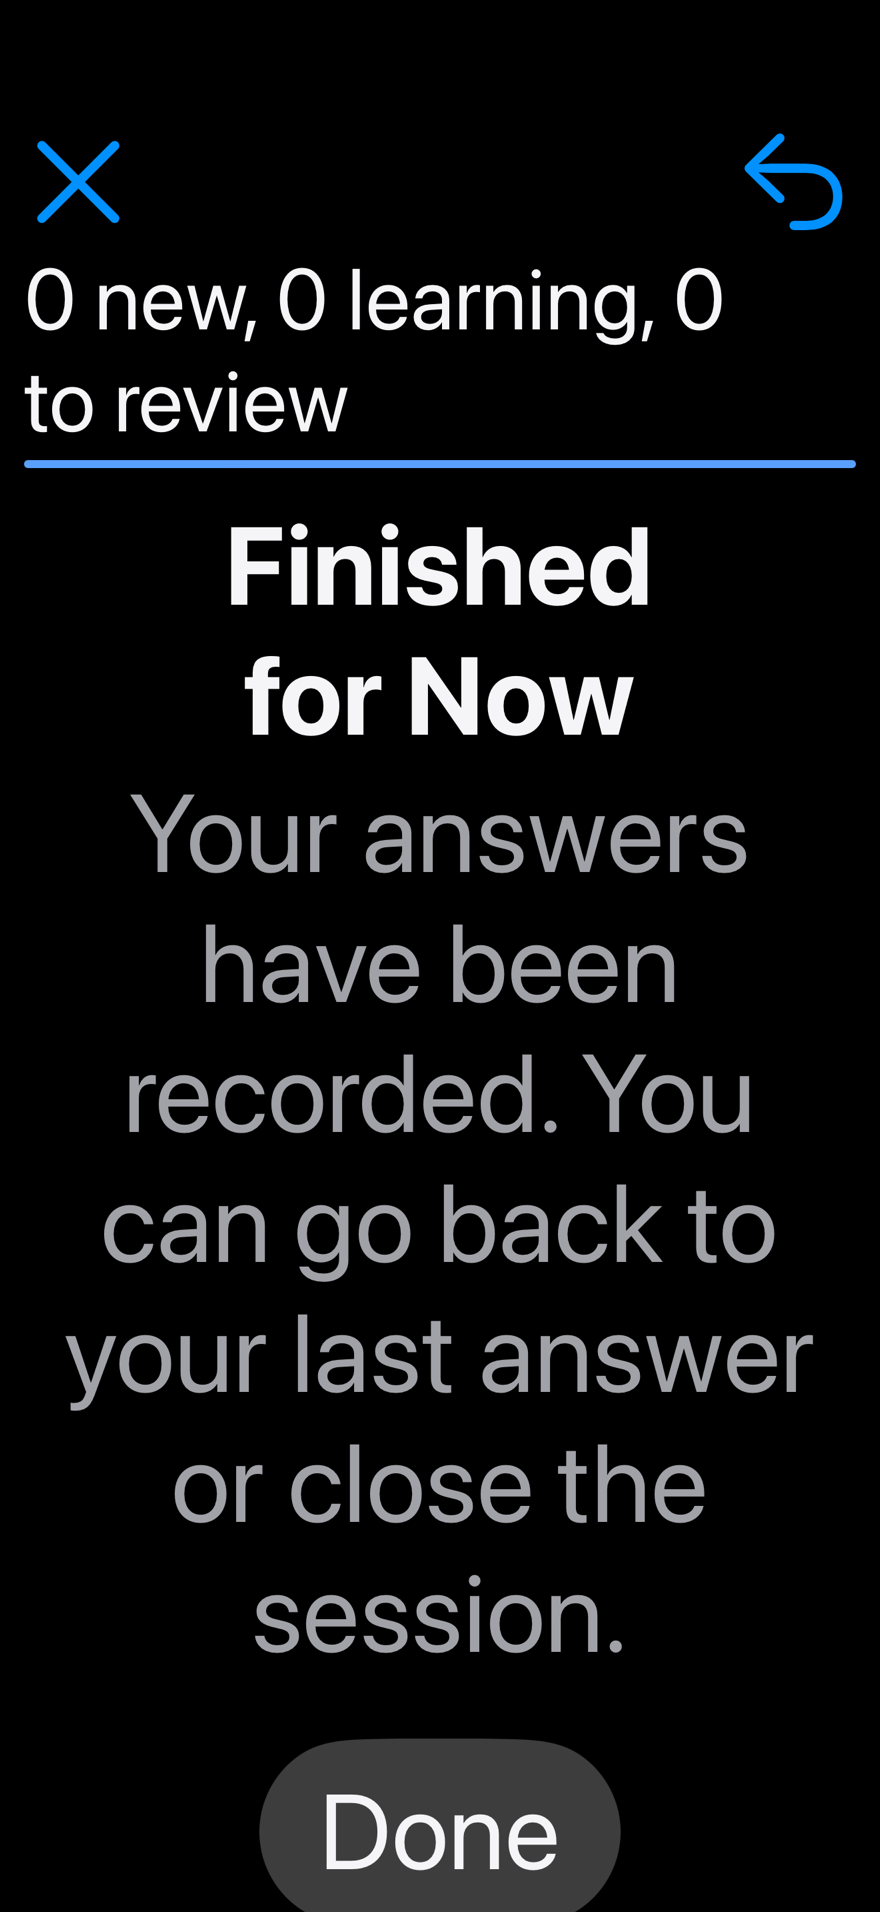 0 new, 0 learning, 0
to review
Finished
for Now
Your answers
have been
recorded. You
can go back to
your last answer
or close the
session.
Done